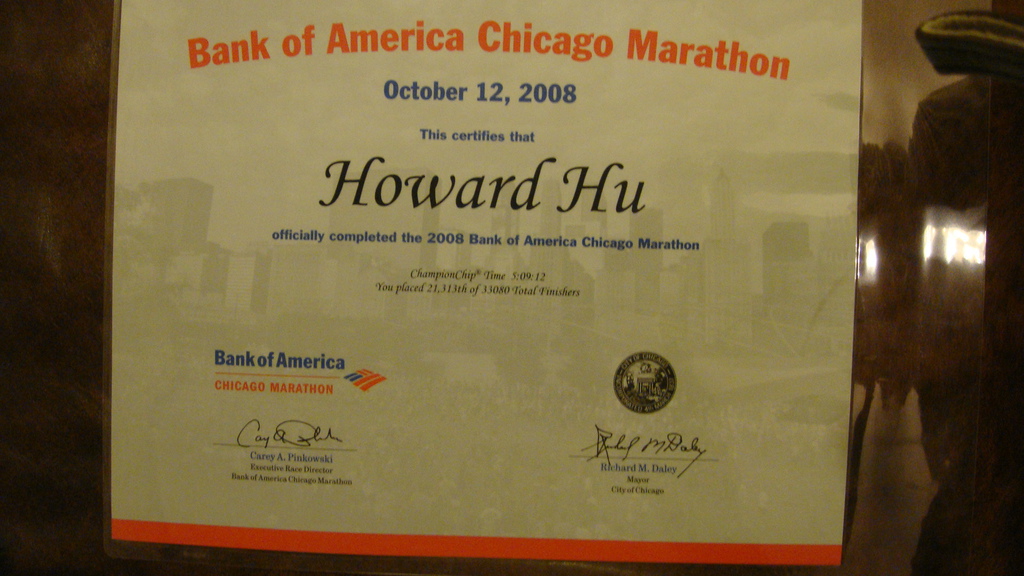 Bank of America Chicago Marathon
October 12, 2008
This certifies that
Howard Hu
officially completed the 2008 Bank of America Chicago Marathon
ChampionChip® Time 5:09:12
You placed 21,313th of 33080 Total Finishers
Bank of America
CHICAGO MARATHON
Carey A. Pinkowski
Executive Race Director
Bank of America Chicago Marathon
Richard M. Daley
Mayor
City of Chicago